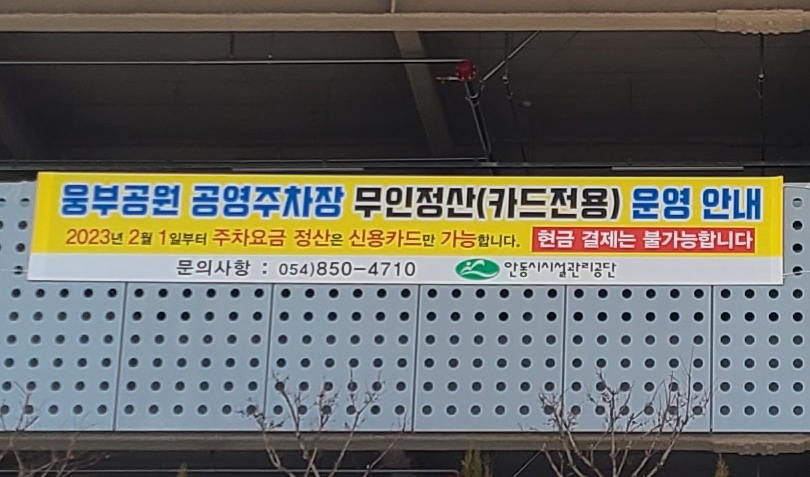 웅부공원 공영주차장 무인정산(카드전용) 운영 안내
2023년 2월 1일부터 주차요금 정산은 신용카드만 가능합니다. 현금 결제는 불가능합니다
문의사항 : 054)850-4710 안동시시설관리공단